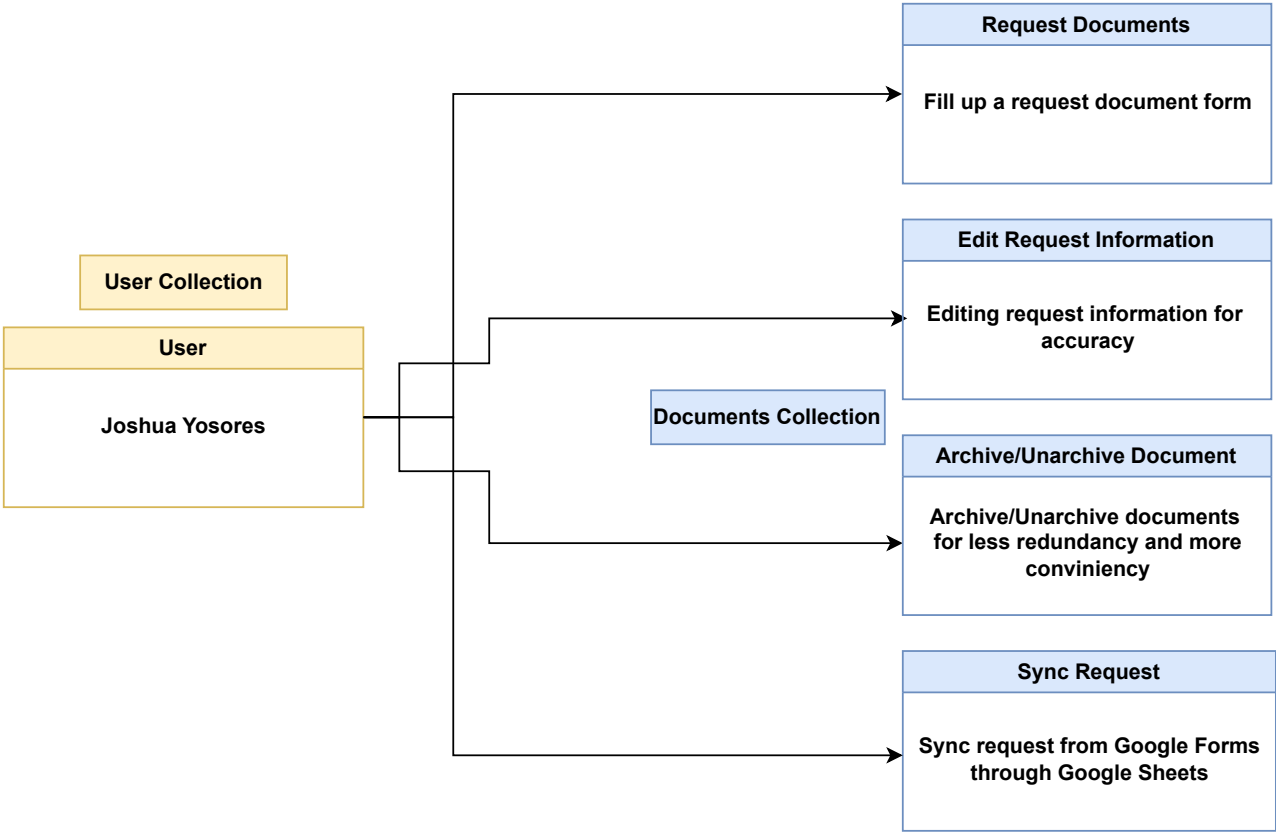 Request Documents
Fill up a request document form
Edit Request Information
Editing request information for
accuracy
User Collection
User
Joshua Yosores
Documents Collection
Archive/Unarchive Document
Archive/Unarchive documents
for less redundancy and more
conviniency
Sync Request
Sync request from Google Forms
through Google Sheets